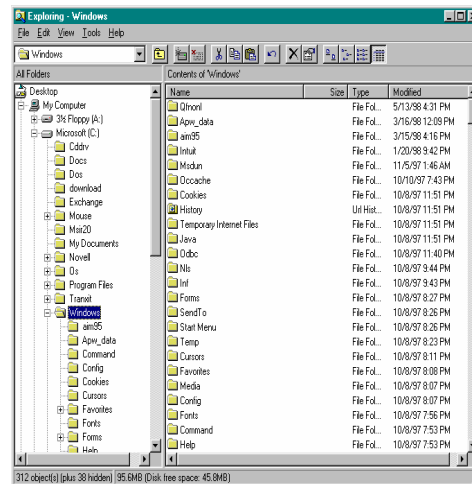 Exploring - Windows
File Edit View Tools Help
Windows
All Folders
Contents of 'Windows'
Desktop
My Computer
3½ Floppy (A:)
Microsoft (C:)
Cddrv
Docs
Dos
download
Exchange
Mouse
Msir20
My Documents
Novell
Os
Program Files
Tranxit
Windows
aim95
Apw_data
Command
Config
Cookies
Cursors
Favorites
Fonts
Forms
Help
Name Size Type Modified
Qfnonl File Fol... 5/13/98 4:31 PM
Apw_data File Fol... 3/16/98 12:09 PM
aim95 File Fol... 3/15/98 4:16 PM
Intuit File Fol... 1/20/98 9:42 PM
Msdun File Fol... 11/5/97 1:46 AM
Occache File Fol... 10/10/97 7:43 PM
Cookies File Fol... 10/8/97 11:51 PM
History Url Hist... 10/8/97 11:51 PM
Temporary Internet Files File Fol... 10/8/97 11:51 PM
Java File Fol... 10/8/97 11:51 PM
Odbc File Fol... 10/8/97 11:40 PM
Nls File Fol... 10/8/97 9:44 PM
Inf File Fol... 10/8/97 9:43 PM
Forms File Fol... 10/8/97 8:27 PM
SendTo File Fol... 10/8/97 8:26 PM
Start Menu File Fol... 10/8/97 8:26 PM
Temp File Fol... 10/8/97 8:23 PM
Cursors File Fol... 10/8/97 8:11 PM
Favorites File Fol... 10/8/97 8:08 PM
Media File Fol... 10/8/97 8:07 PM
Config File Fol... 10/8/97 8:07 PM
Fonts File Fol... 10/8/97 7:56 PM
Command File Fol... 10/8/97 7:53 PM
Help File Fol... 10/8/97 7:53 PM
312 object(s) (plus 38 hidden) 95.6MB (Disk free space: 45.8MB)